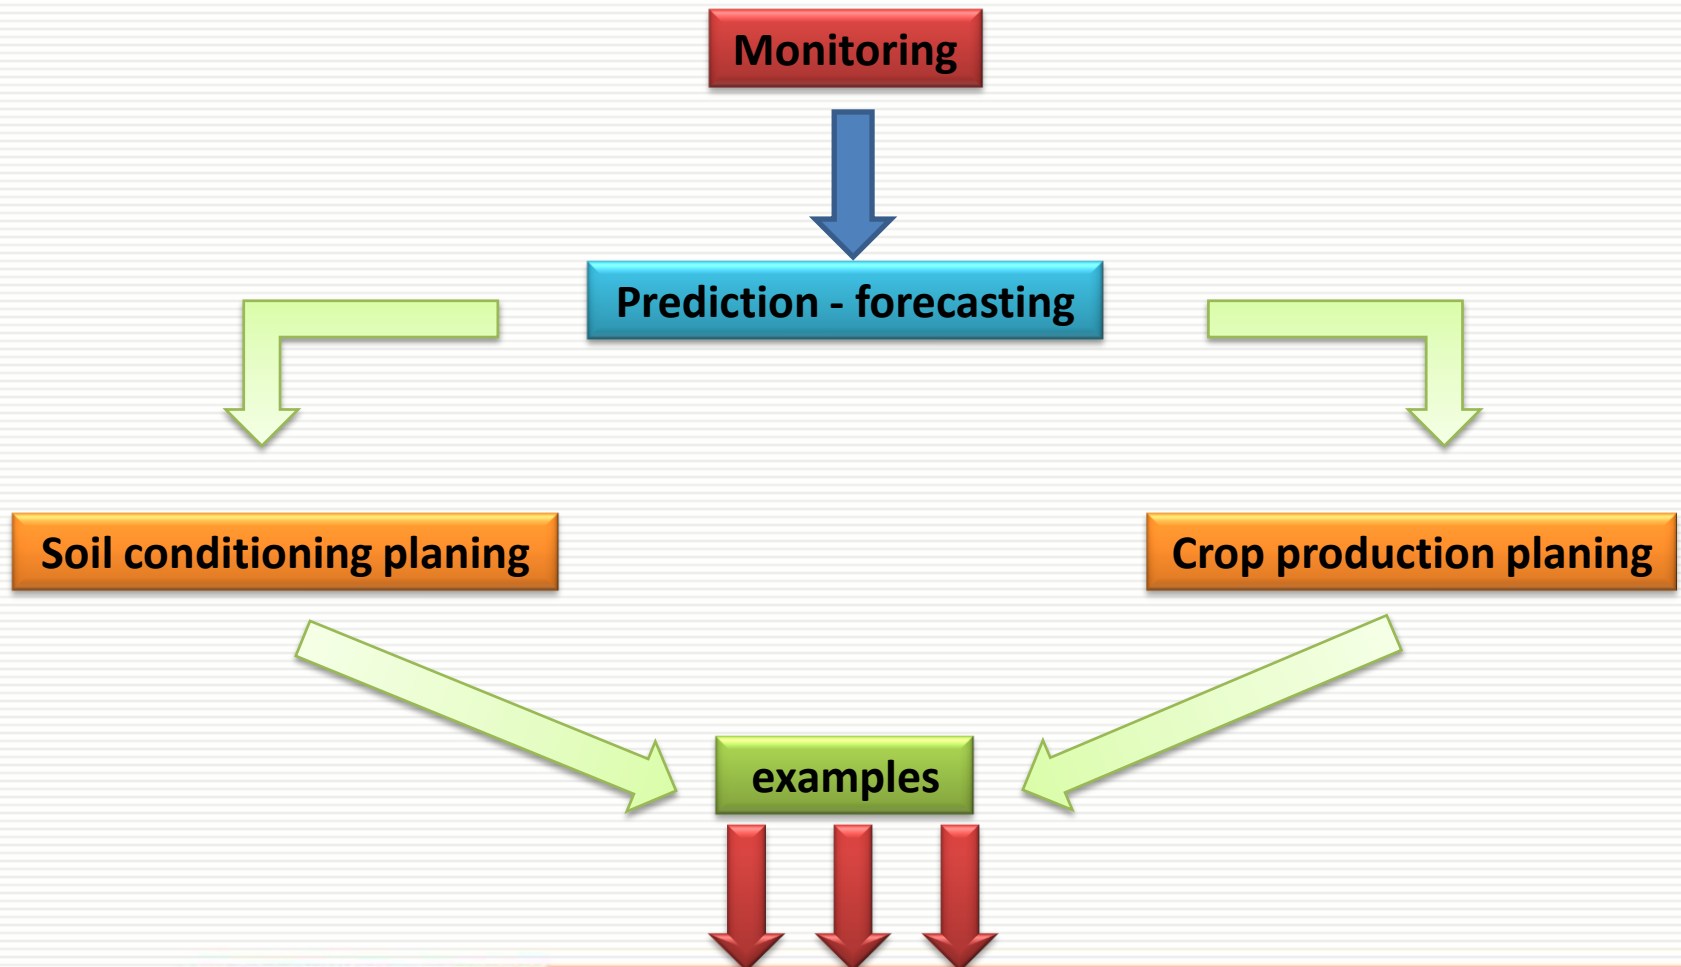 Monitoring
Prediction - forecasting
Soil conditioning planing
Crop production planing
examples